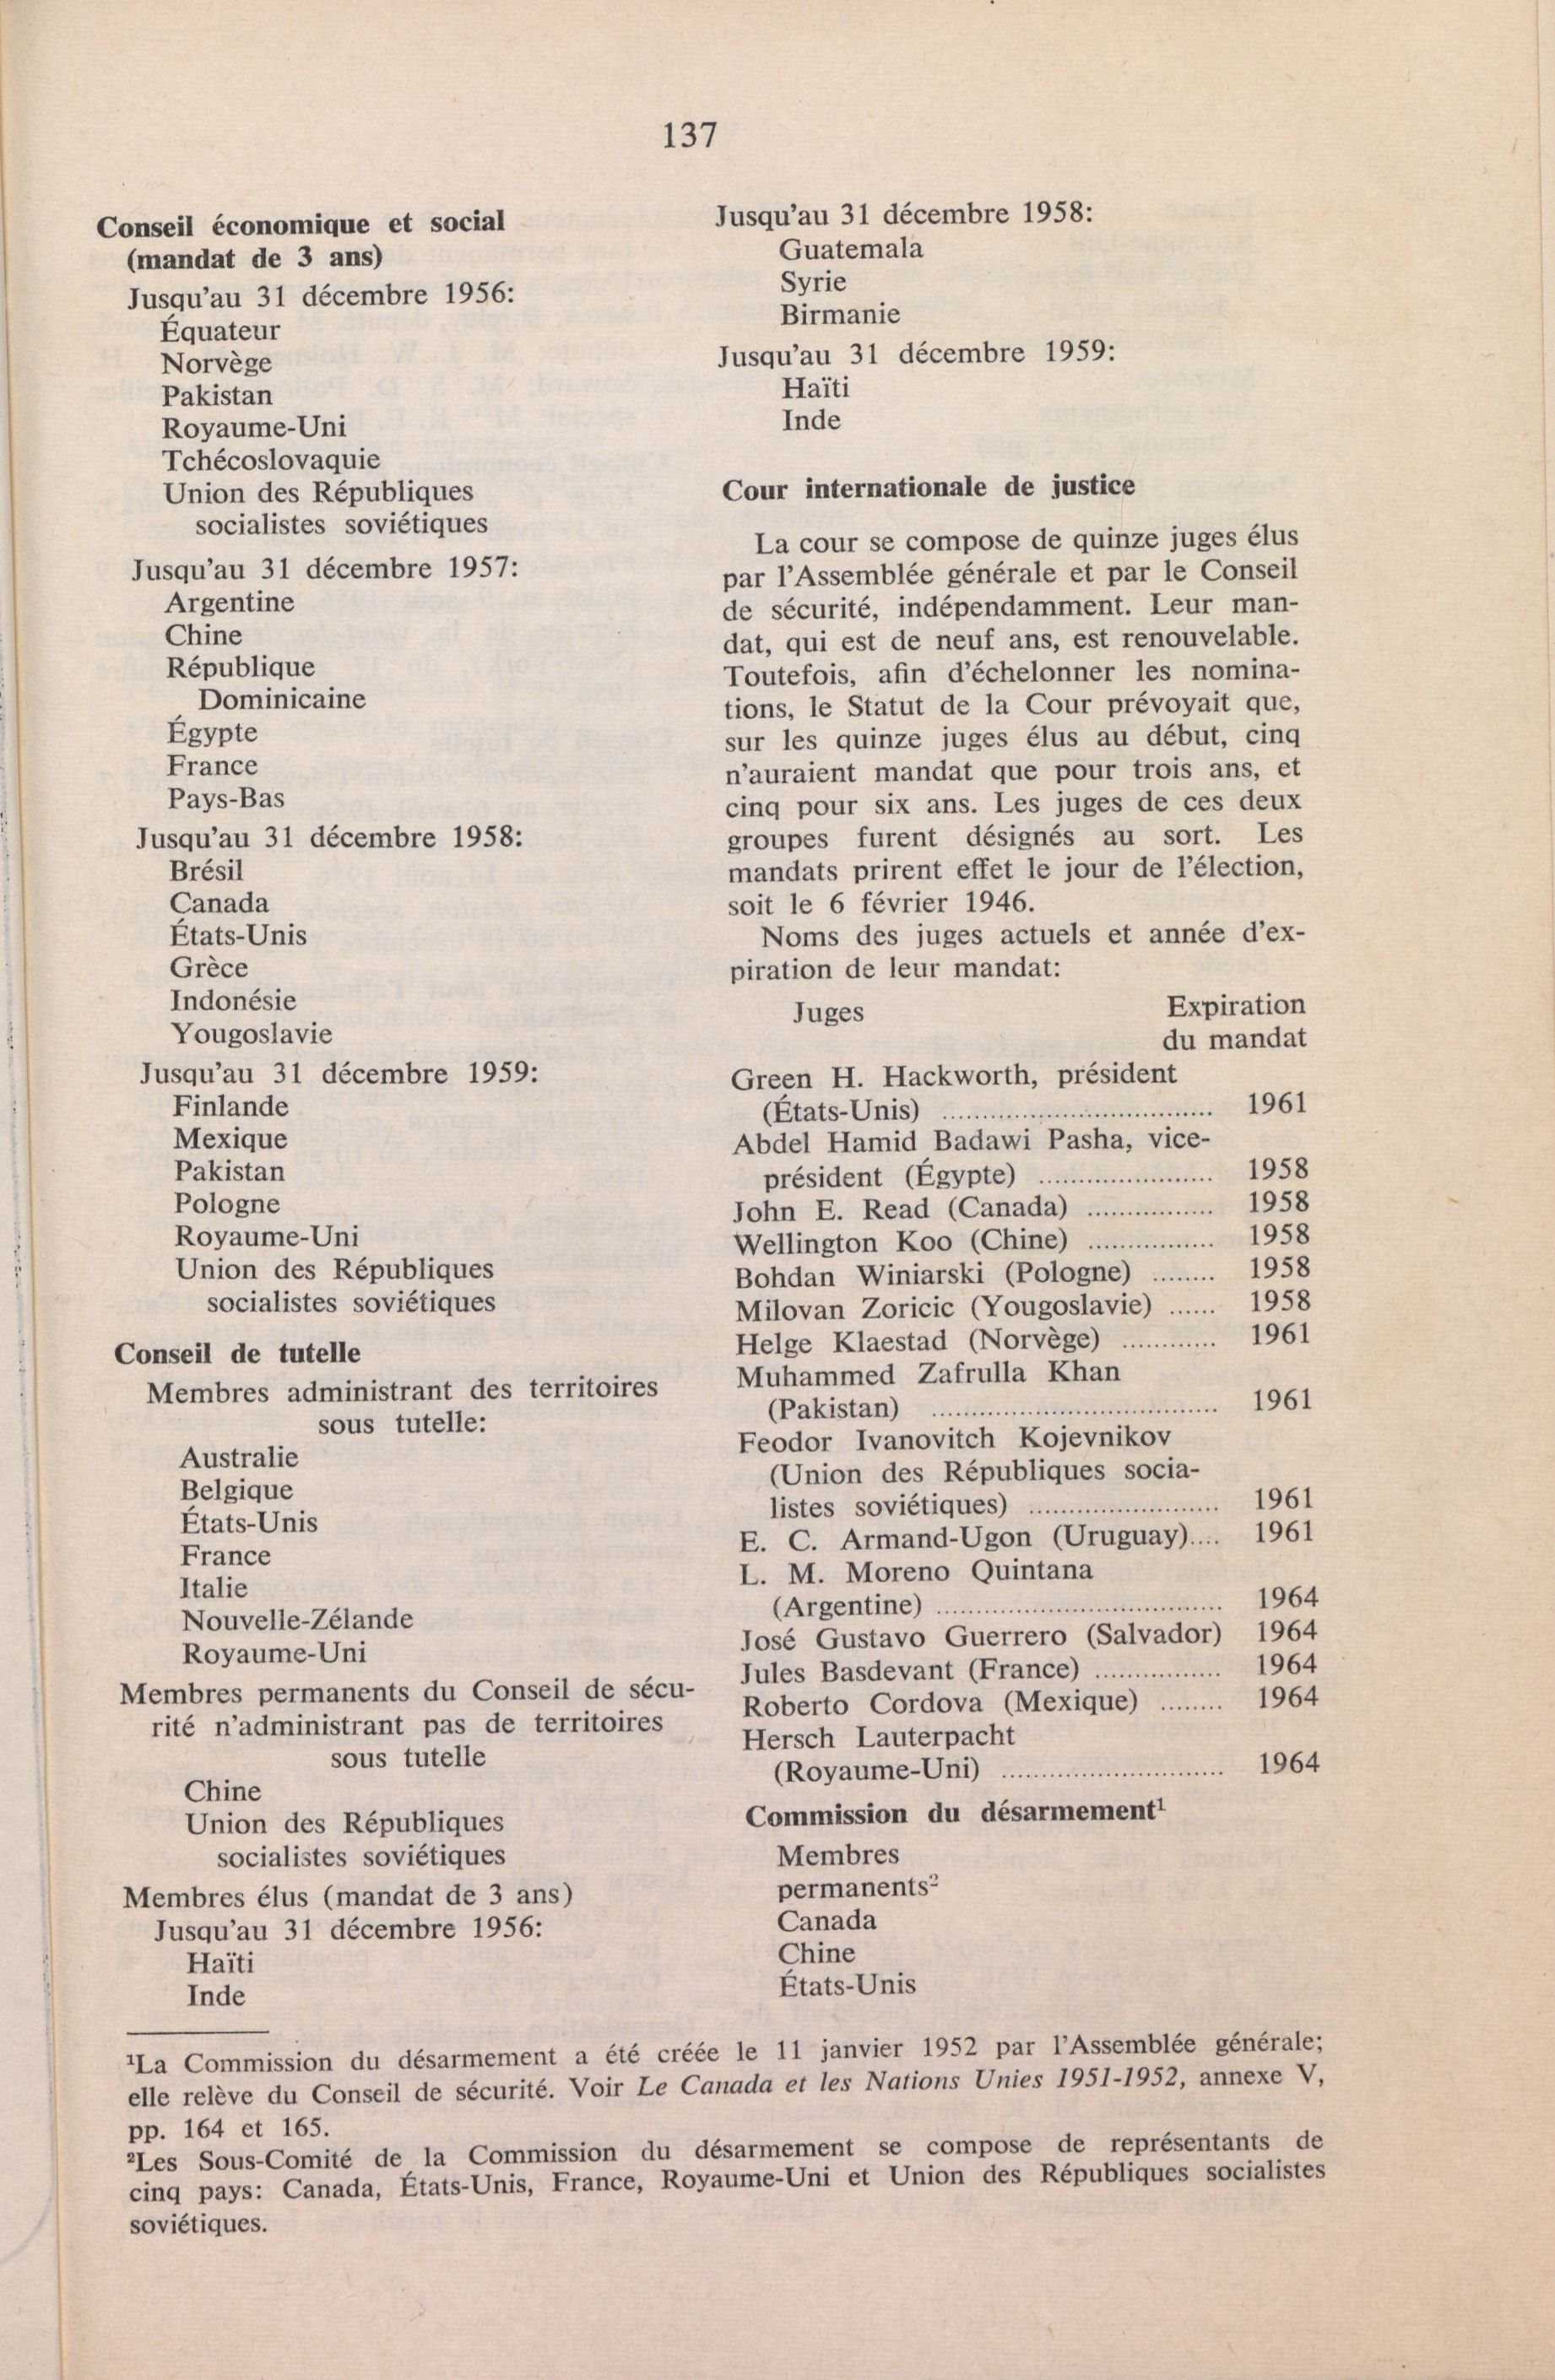 137
Conseil économique et social
(mandat de 3 ans)
Jusqu'au 31 décembre 1956:
Équateur
Norvège
Pakistan
Royaume-Uni
Tchécoslovaquie
Union des Républiques
socialistes soviétiques
Jusqu'au 31 décembre 1957:
Argentine
Chine
République
Dominicaine
Égypte
France
Pays-Bas
Jusqu'au 31 décembre 1958:
Brésil
Canada
États-Unis
Grèce
Indonésie
Yougoslavie
Jusqu'au 31 décembre 1959:
Finlande
Mexique
Pakistan
Pologne
Royaume-Uni
Union des Républiques
socialistes soviétiques
Conseil de tutelle
Membres administrant des territoires
sous tutelle:
Australie
Belgique
États-Unis
France
Italie
Nouvelle-Zélande
Royaume-Uni
Membres permanents du Conseil de sécu-
rité n'administrant pas de territoires
sous tutelle
Chine
Union des Républiques
socialistes soviétiques
Membres élus (mandat de 3 ans)
Jusqu'au 31 décembre 1956:
Haïti
Inde
Jusqu'au 31 décembre 1958:
Guatemala
Syrie
Birmanie
Jusqu'au 31 décembre 1959:
Haïti
Inde
Cour internationale de justice
La cour se compose de quinze juges élus
par l'Assemblée générale et par le Conseil
de sécurité, indépendamment. Leur man-
dat, qui est de neuf ans, est renouvelable.
Toutefois, afin d'échelonner les nomina-
tions, le Statut de la Cour prévoyait que,
sur les quinze juges élus au début, cinq
n'auraient mandat que pour trois ans, et
cinq pour six ans. Les juges de ces deux
groupes furent désignés au sort. Les
mandats prirent effet le jour de l'élection,
soit le 6 février 1946.
Noms des juges actuels et année d'ex-
piration de leur mandat:
Juges Expiration
du mandat
Green H. Hackworth, président
(États-Unis) ........ 1961
Abdel Hamid Badawi Pasha, vice-
président (Égypte) ........ 1958
John E. Read (Canada) ........ 1958
Wellington Koo (Chine) ........ 1958
Bohdan Winiarski (Pologne) ........ 1958
Milovan Zoricic (Yougoslavie) ...... 1958
Helge Klaestad (Norvège) ........ 1961
Muhammed Zafrulla Khan
(Pakistan) ........ 1961
Feodor Ivanovitch Kojevnikov
(Union des Républiques socia-
listes soviétiques) ........ 1961
E. C. Armand-Ugon (Uruguay).... 1961
L. M. Moreno Quintana
(Argentine) ........ 1964
José Gustavo Guerrero (Salvador) 1964
Jules Basdevant (France) ........ 1964
Roberto Cordova (Mexique) ........ 1964
Hersch Lauterpacht
(Royaume-Uni) ........ 1964
Commission du désarmement¹
Membres
permanents²
Canada
Chine
États-Unis
¹La Commission du désarmement a été créée le 11 janvier 1952 par l'Assemblée générale;
elle relève du Conseil de sécurité. Voir Le Canada et les Nations Unies 1951-1952, annexe V,
pp. 164 et 165.
²Les Sous-Comité de la Commission du désarmement se compose de représentants de
cinq pays: Canada, États-Unis, France, Royaume-Uni et Union des Républiques socialistes
soviétiques.